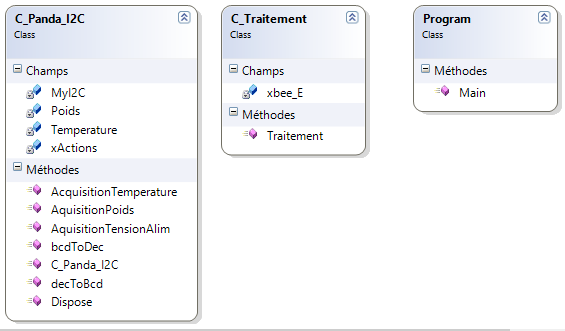 C_Panda_I2C
Class
Champs
MyI2C
Poids
Temperature
xActions
Méthodes
AcquisitionTemperature
AquisitionPoids
AquisitionTensionAlim
bcdToDec
C_Panda_I2C
decToBcd
Dispose
C_Traitement
Class
Champs
xbee_E
Méthodes
Traitement
Program
Class
Méthodes
Main